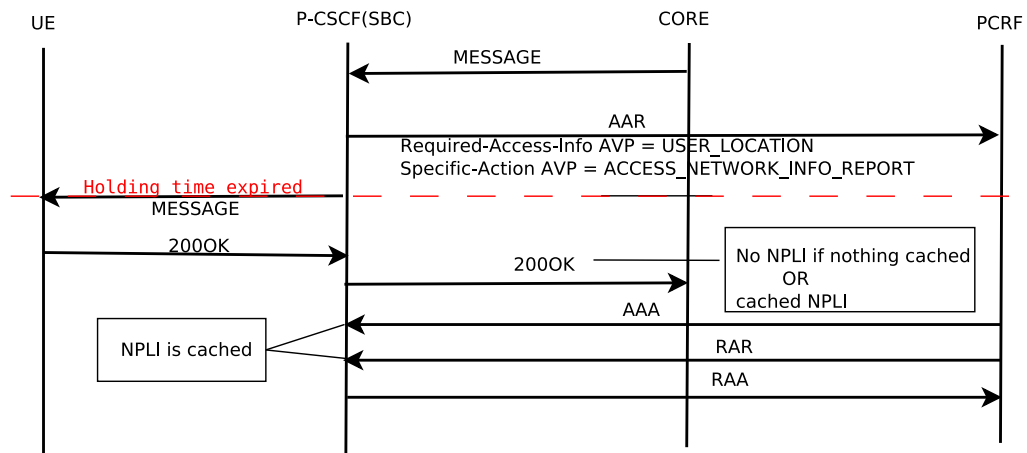 UE
P-CSCF(SBC)
CORE
PCRF
MESSAGE
AAR
Required-Access-Info AVP = USER_LOCATION
Specific-Action AVP = ACCESS_NETWORK_INFO_REPORT
Holding time expired
MESSAGE
200OK
200OK
No NPLI if nothing cached
OR
cached NPLI
AAA
NPLI is cached
RAR
RAA